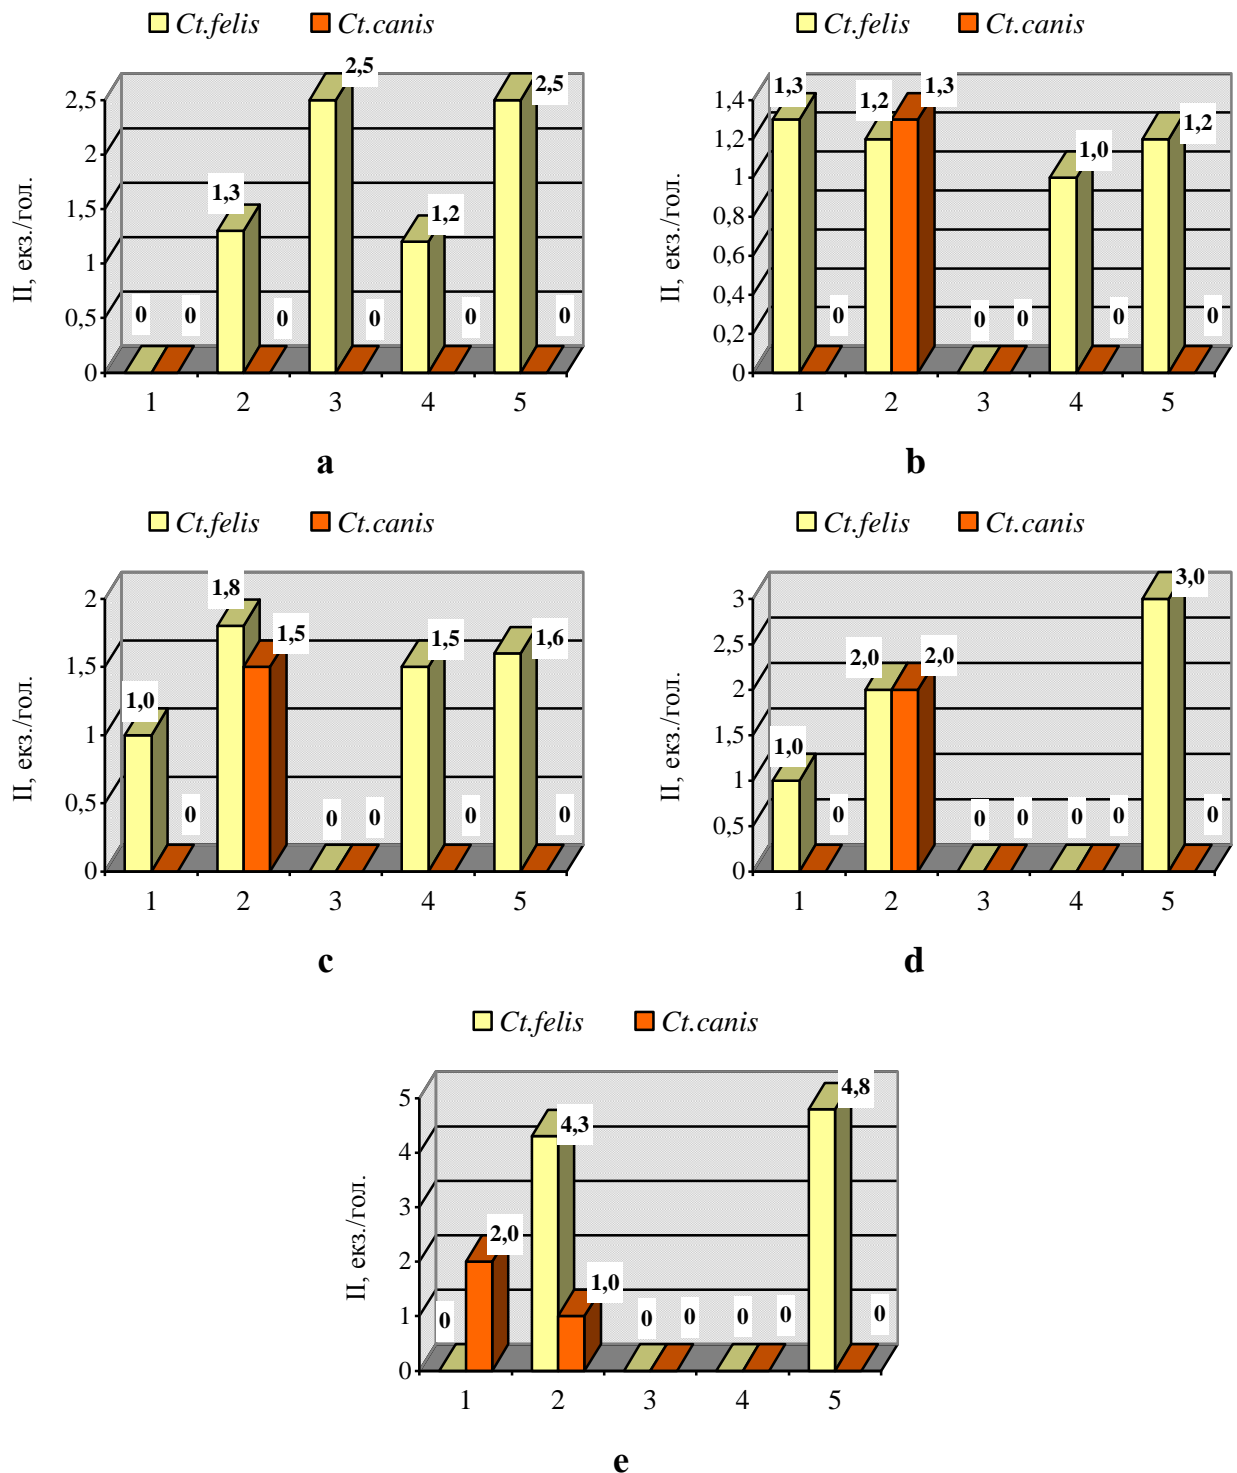 Ct.felis Ct.canis
Ct.felis Ct.canis
II, екз./гол.
2,5
2
1,5
1
0,5
0
0 0 1,3 0 2,5 0 1,2 0 2,5 0
1 2 3 4 5
a
II, екз./гол.
1,4
1,2
1
0,8
0,6
0,4
0,2
0
1,3 0 1,2 1,3 0 0 1,0 0 1,2 0
1 2 3 4 5
b
Ct.felis Ct.canis
Ct.felis Ct.canis
II, екз./гол.
2
1,5
1
0,5
0
1,0 0 1,8 1,5 0 0 1,5 0 1,6 0
1 2 3 4 5
c
II, екз./гол.
3
2,5
2
1,5
1
0,5
0
1,0 0 2,0 2,0 0 0 0 0 3,0 0
1 2 3 4 5
d
Ct.felis Ct.canis
II, екз./гол.
5
4
3
2
1
0
0 2,0 4,3 1,0 0 0 0 0 4,8 0
1 2 3 4 5
e